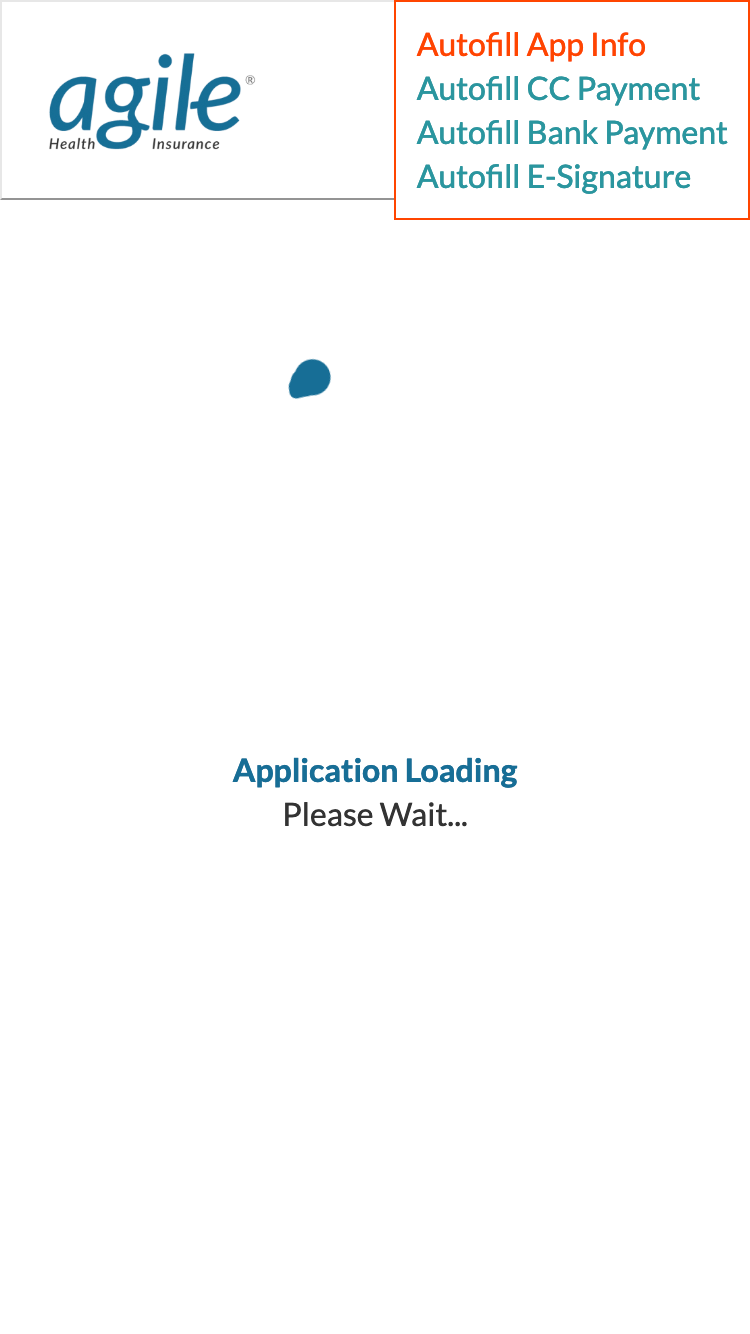 agile®
Health Insurance
Autofill App Info
Autofill CC Payment
Autofill Bank Payment
Autofill E-Signature
Application Loading
Please Wait...